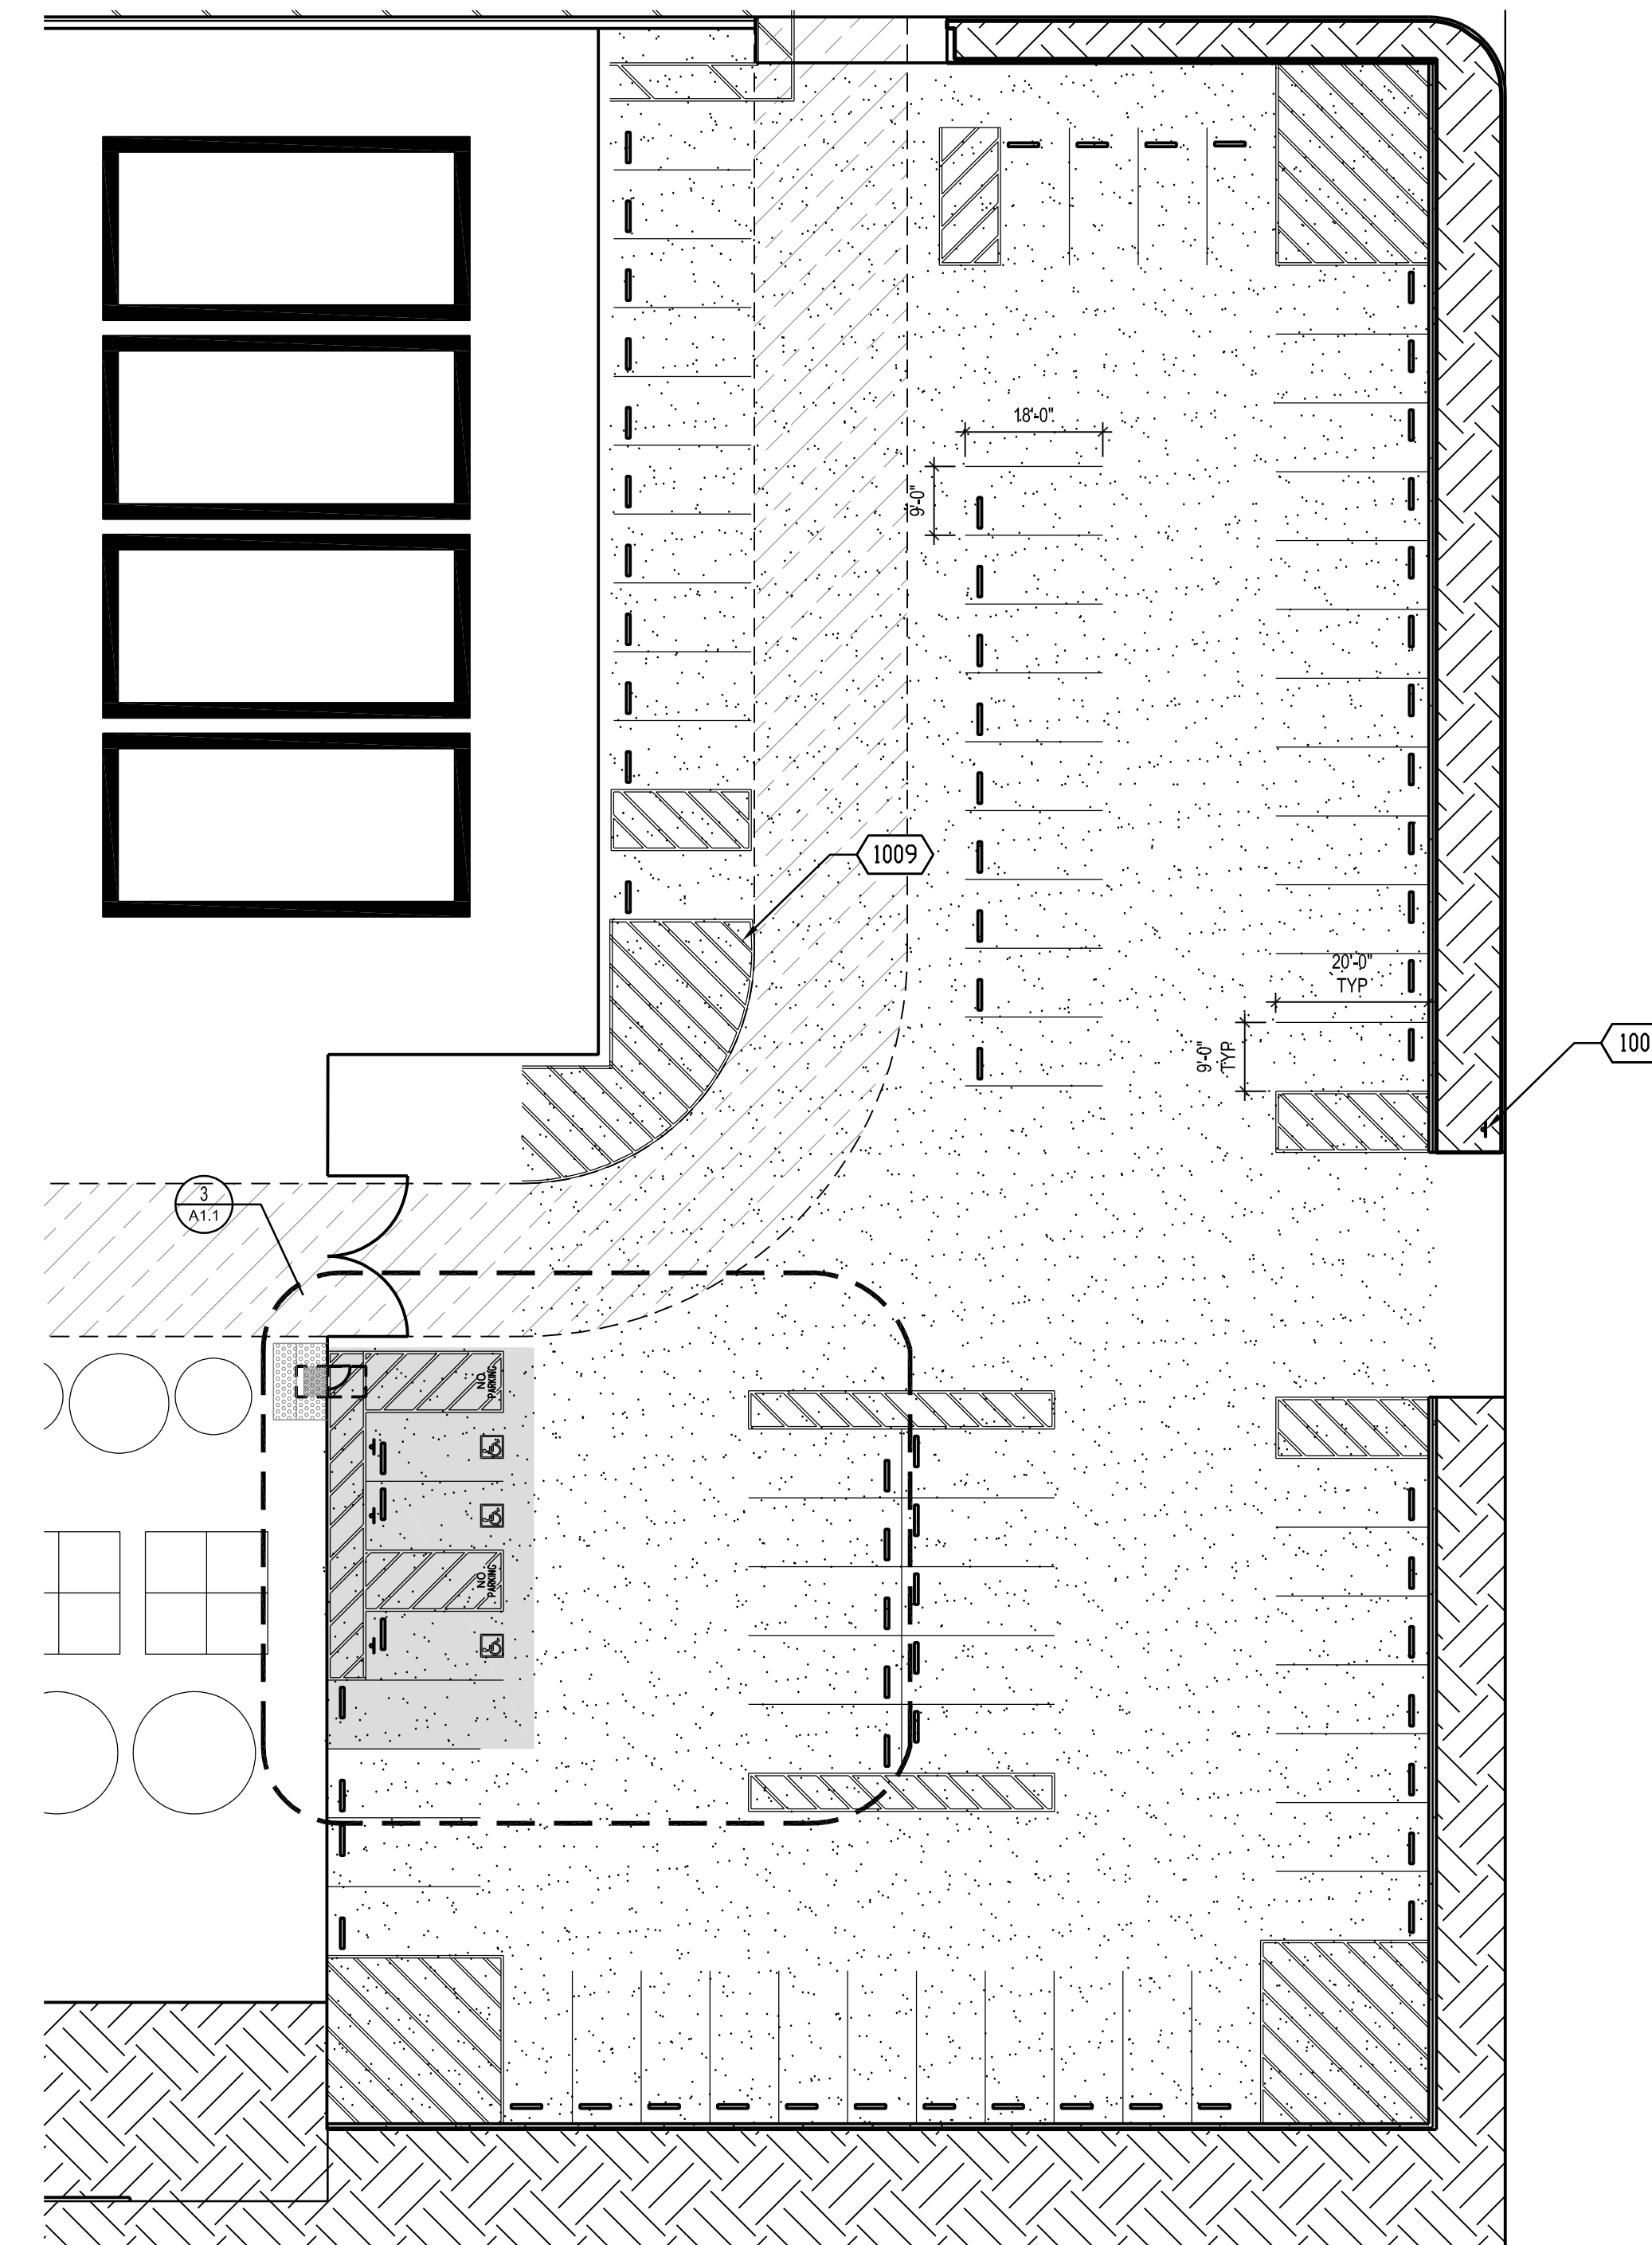 18'-0"
9'-0"
1009
20'-0"
TYP
9'-0"
TYP
100
3
A1.1
NO
PARKING
NO
PARKING